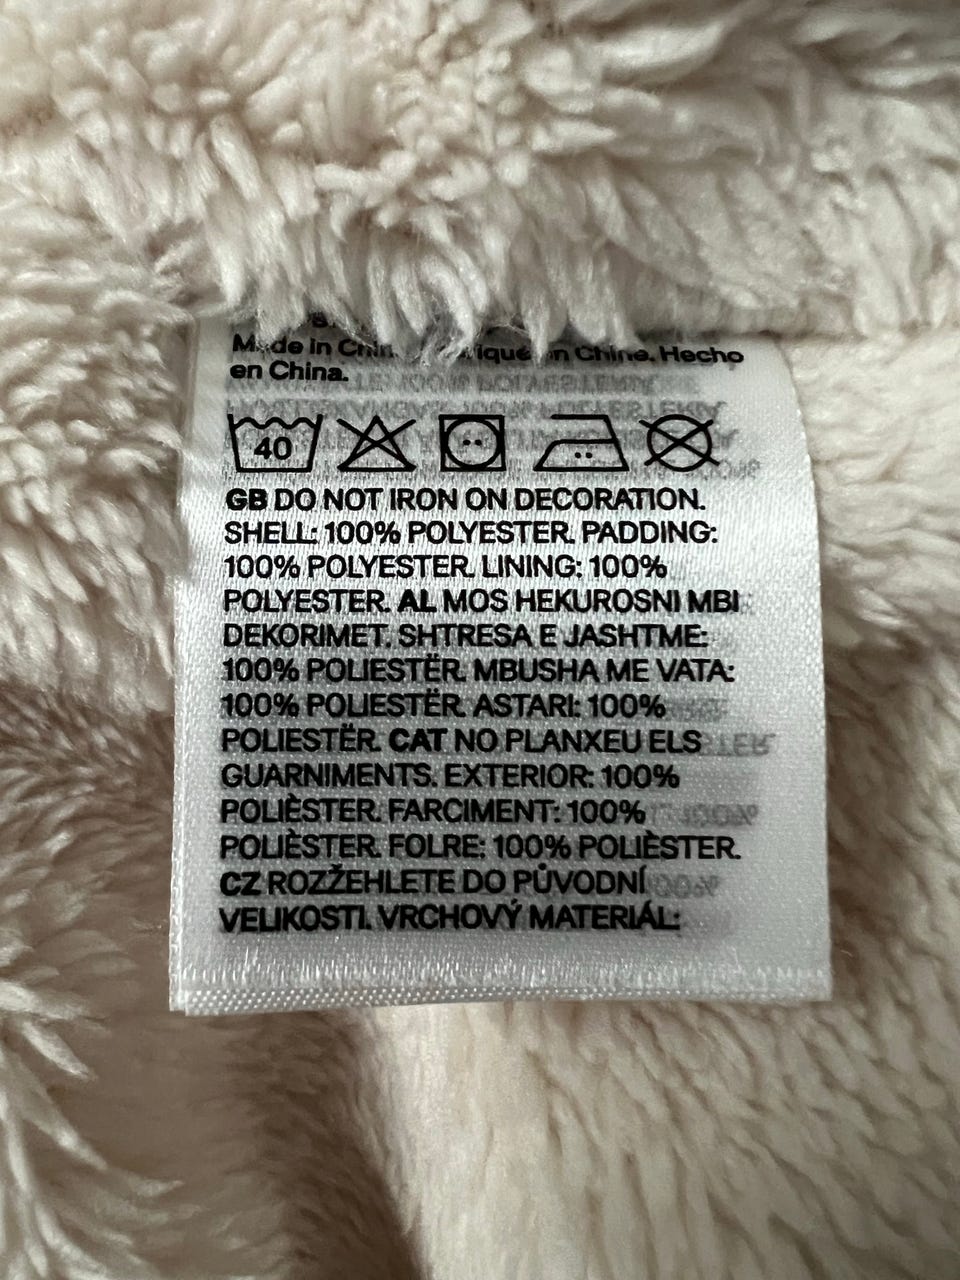 Made in China. Fabriqué en Chine. Hecho
en China.
40
GB DO NOT IRON ON DECORATION.
SHELL: 100% POLYESTER. PADDING:
100% POLYESTER. LINING: 100%
POLYESTER. AL MOS HEKUROSNI MBI
DEKORIMET. SHTRESA E JASHTME:
100% POLIESTËR. MBUSHA ME VATA:
100% POLIESTËR. ASTARI: 100%
POLIESTËR. CAT NO PLANXEU ELS
GUARNIMENTS. EXTERIOR: 100%
POLIÈSTER. FARCIMENT: 100%
POLIÈSTER. FOLRE: 100% POLIÈSTER.
CZ ROZŽEHLETE DO PŮVODNÍ
VELIKOSTI. VRCHOVÝ MATERIÁL: